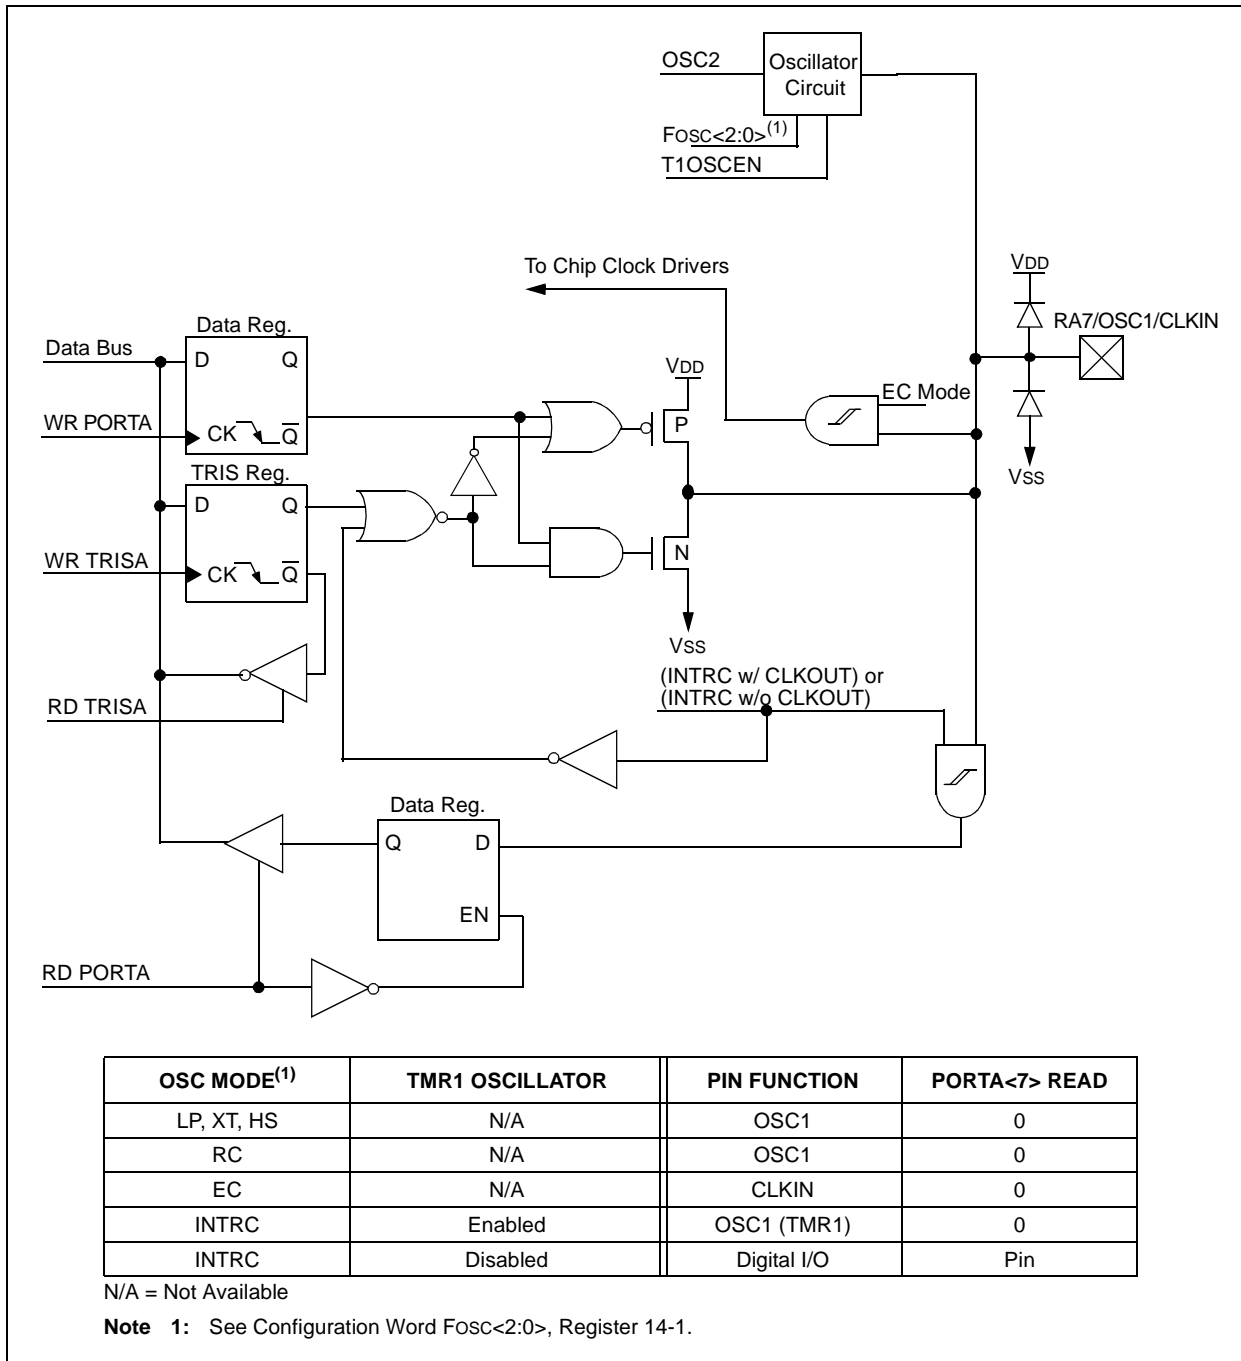 OSC2
Oscillator
Circuit
FOSC<2:0>(1)
T1OSCEN
To Chip Clock Drivers
VDD
RA7/OSC1/CLKIN
Data Reg.
Data Bus
D
Q
VDD
EC Mode
WR PORTA
CK
Q
P
TRIS Reg.
VSS
D
Q
WR TRISA
CK
Q
N
VSS
(INTRC w/ CLKOUT) or
(INTRC w/o CLKOUT)
RD TRISA
Data Reg.
Q
D
EN
RD PORTA
OSC MODE(1) TMR1 OSCILLATOR PIN FUNCTION PORTA<7> READ
LP, XT, HS N/A OSC1 0
RC N/A OSC1 0
EC N/A CLKIN 0
INTRC Enabled OSC1 (TMR1) 0
INTRC Disabled Digital I/O Pin
N/A = Not Available
Note 1: See Configuration Word FOSC<2:0>, Register 14-1.